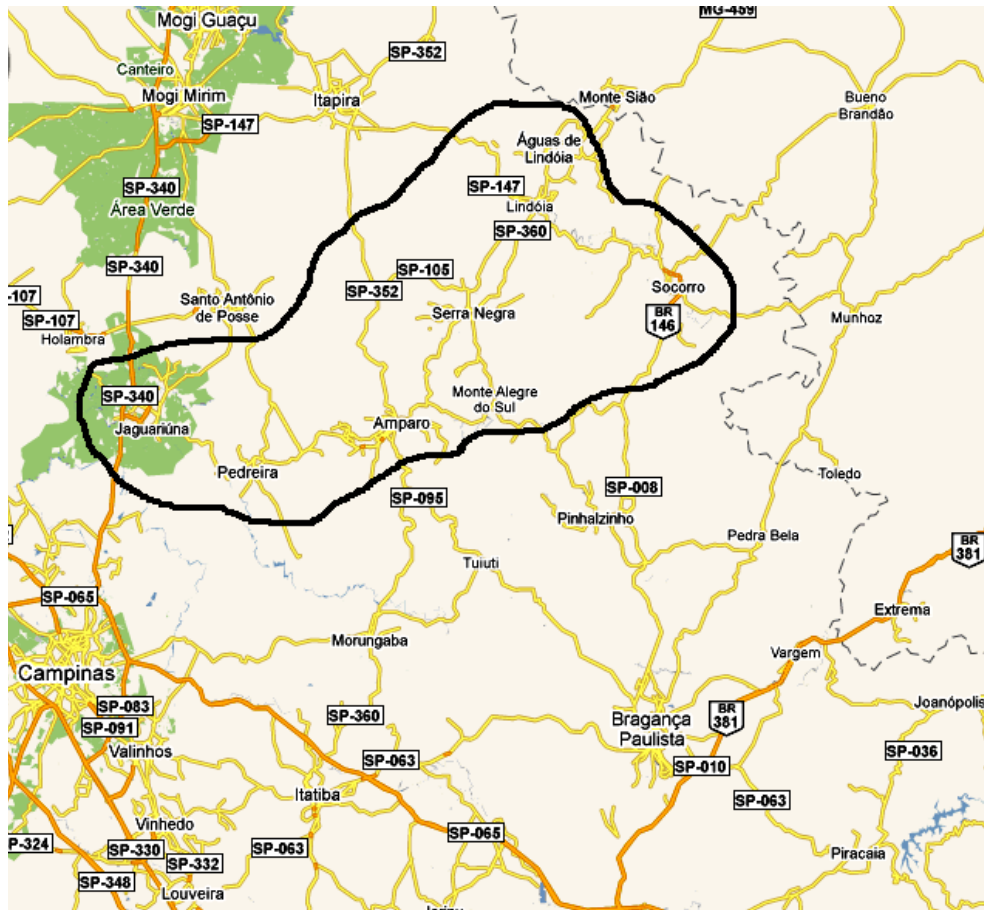 MG-459
Mogi Guaçu
SP-352
Canteiro
Mogi Mirim
Itapira
Monte Sião
Bueno
Brandão
SP-147
Águas de
Lindóia
SP-340
SP-147
Área Verde
Lindóia
SP-360
SP-340
SP-105
Socorro
-107
SP-352
Santo Antônio
de Posse
SP-107
Serra Negra
BR
146
Munhoz
Holambra
SP-340
Monte Alegre
do Sul
Jaguariúna
Amparo
Pedreira
Toledo
SP-095
SP-008
Pinhalzinho
Pedra Bela
BR
381
Tuiuti
SP-065
Extrema
Morungaba
Vargem
Campinas
SP-083
SP-360
BR
381
Joanópolis
SP-091
Bragança
Paulista
Valinhos
SP-063
SP-036
SP-010
Itatiba
SP-063
Vinhedo
SP-065
P-324
SP-330
SP-063
SP-332
Piracaia
SP-348
Louveira